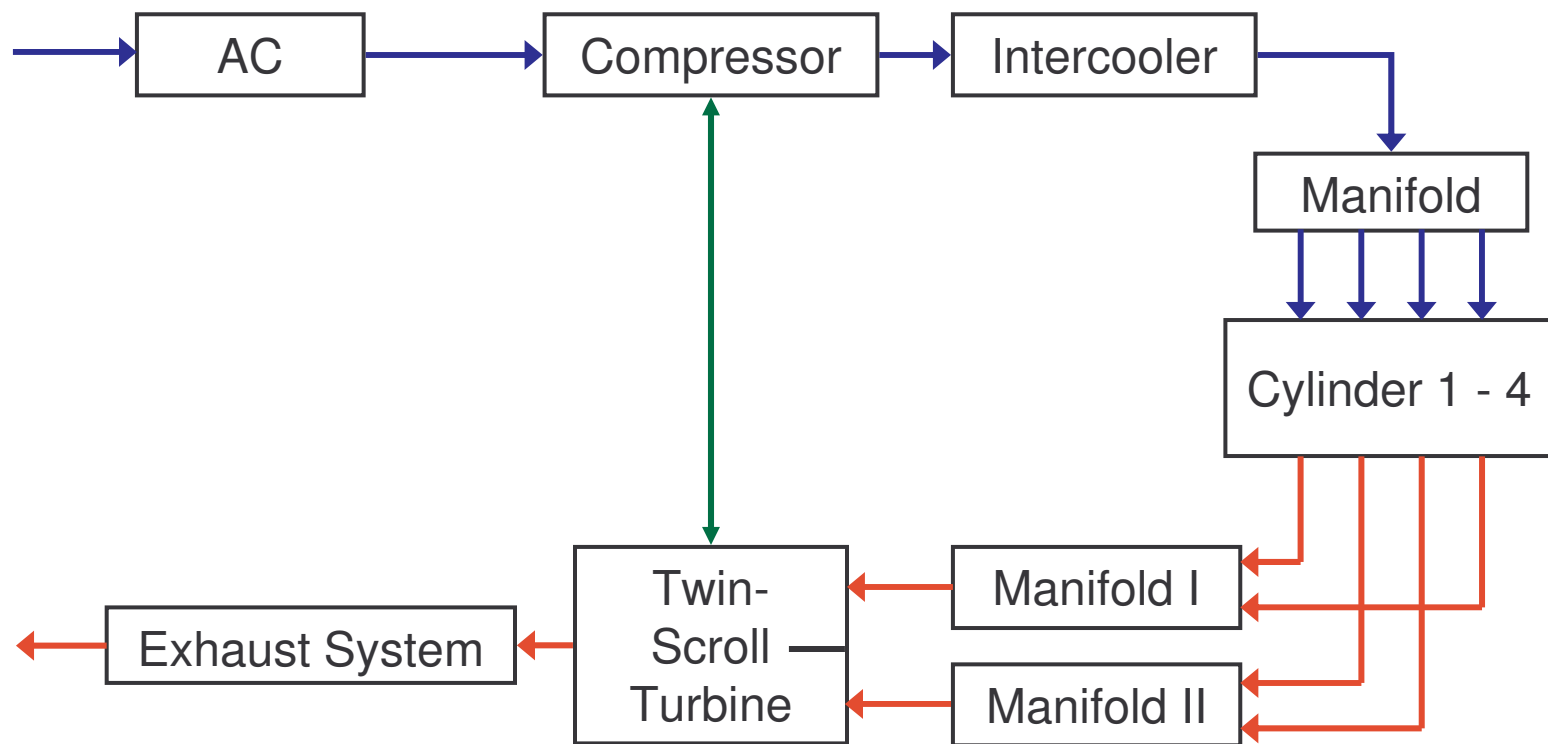 AC
Compressor
Intercooler
Manifold
Cylinder 1 - 4
Twin-
Scroll
Turbine
Manifold I
Exhaust System
Manifold II